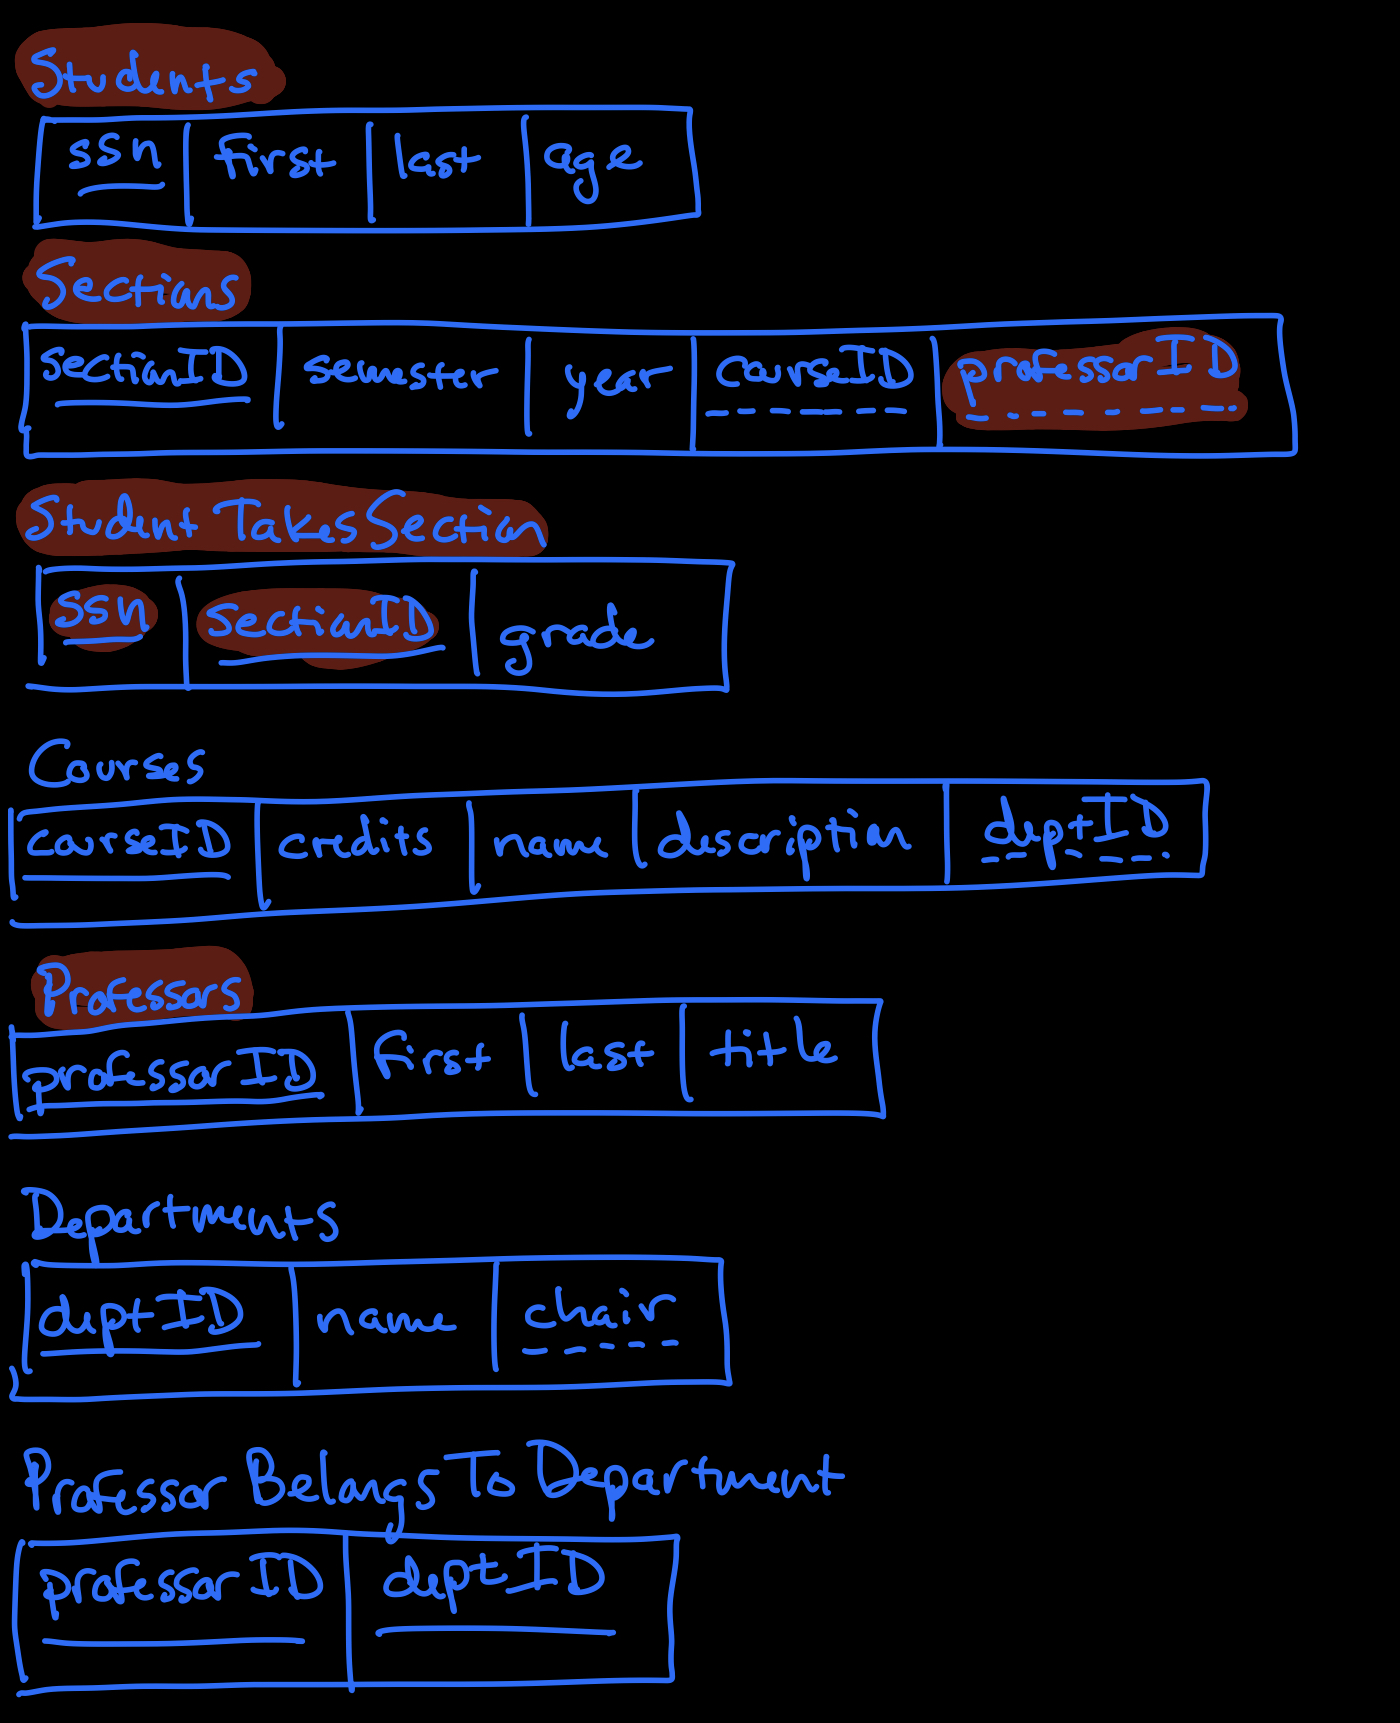 Students
ssn first last age
Sections
sectionID semester year courseID professorID
Student Takes Section
ssn sectionID grade
Courses
courseID credits name description deptID
Professors
professorID first last title
Departments
deptID name chair
Professor Belongs To Department
professorID deptID